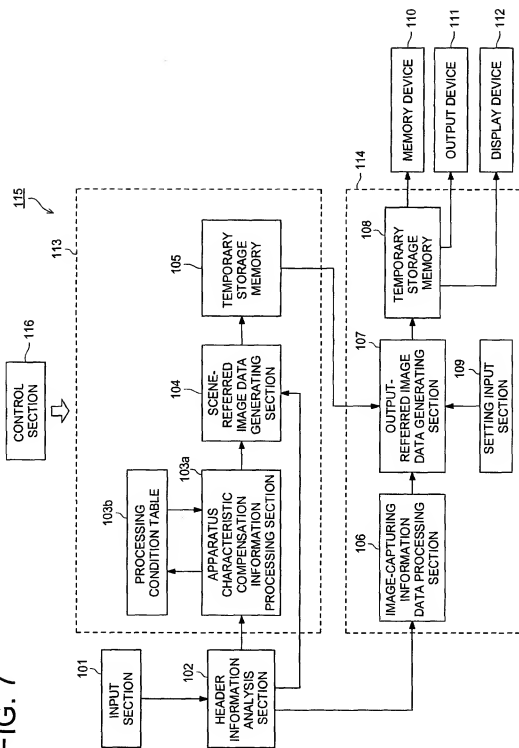 FIG. 7
115
CONTROL
SECTION
116
113
101
INPUT
SECTION
102
HEADER
INFORMATION
ANALYSIS
SECTION
103b
PROCESSING
CONDITION TABLE
103a
APPARATUS
CHARACTERISTIC
COMPENSATION
INFORMATION
PROCESSING SECTION
104
SCENE-
REFERRED
IMAGE DATA
GENERATING
SECTION
105
TEMPORARY
STORAGE
MEMORY
114
106
IMAGE-CAPTURING
INFORMATION
DATA PROCESSING
SECTION
107
OUTPUT-
REFERRED IMAGE
DATA GENERATING
SECTION
108
TEMPORARY
STORAGE
MEMORY
109
SETTING INPUT
SECTION
110
MEMORY DEVICE
111
OUTPUT DEVICE
112
DISPLAY DEVICE